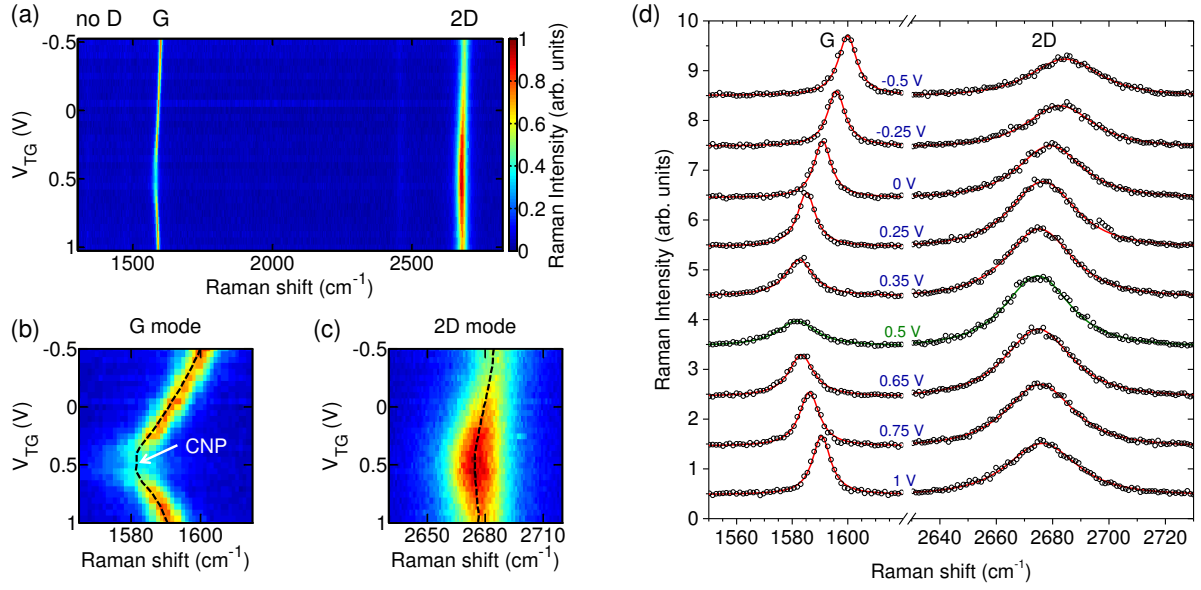 (a)
no D G 2D
-0.5
0
0.5
1
V_TG (V)
1500 2000 2500
Raman shift (cm⁻¹)
1
0.8
0.6
0.4
0.2
0
Raman Intensity (arb. units)
(b)
G mode
-0.5
0
0.5
1
V_TG (V)
CNP
1580 1600
Raman shift (cm⁻¹)
(c)
2D mode
-0.5
0
0.5
1
V_TG (V)
2650 2680 2710
Raman shift (cm⁻¹)
(d)
10
9
8
7
6
5
4
3
2
1
0
Raman Intensity (arb. units)
G 2D
-0.5 V
-0.25 V
0 V
0.25 V
0.35 V
0.5 V
0.65 V
0.75 V
1 V
1560 1580 1600 2640 2660 2680 2700 2720
Raman shift (cm⁻¹)